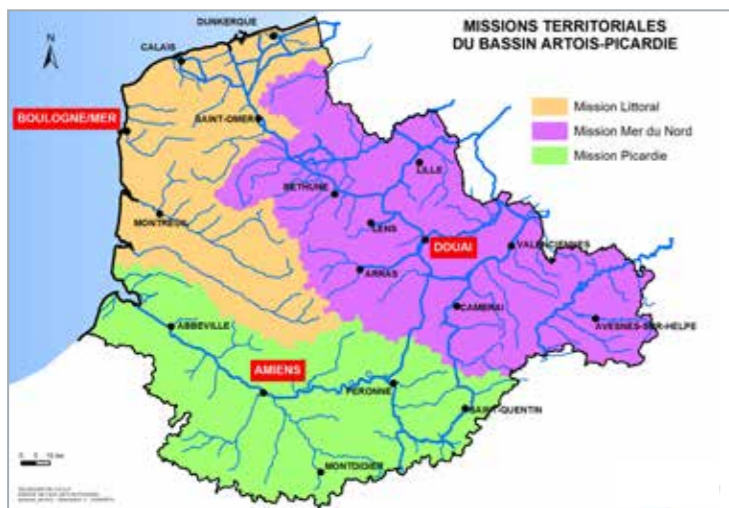 MISSIONS TERRITORIALES
DU BASSIN ARTOIS-PICARDIE
Mission Littoral
Mission Mer du Nord
Mission Picardie
N
DUNKERQUE
CALAIS
BOULOGNE/MER
SAINT-OMER
LILLE
BETHUNE
MONTREUIL
LENS
DOUAI
VALENCIENNES
ARRAS
CAMBRAI
AVESNES-SUR-HELPE
ABBEVILLE
AMIENS
PERONNE
SAINT-QUENTIN
MONTDIDIER